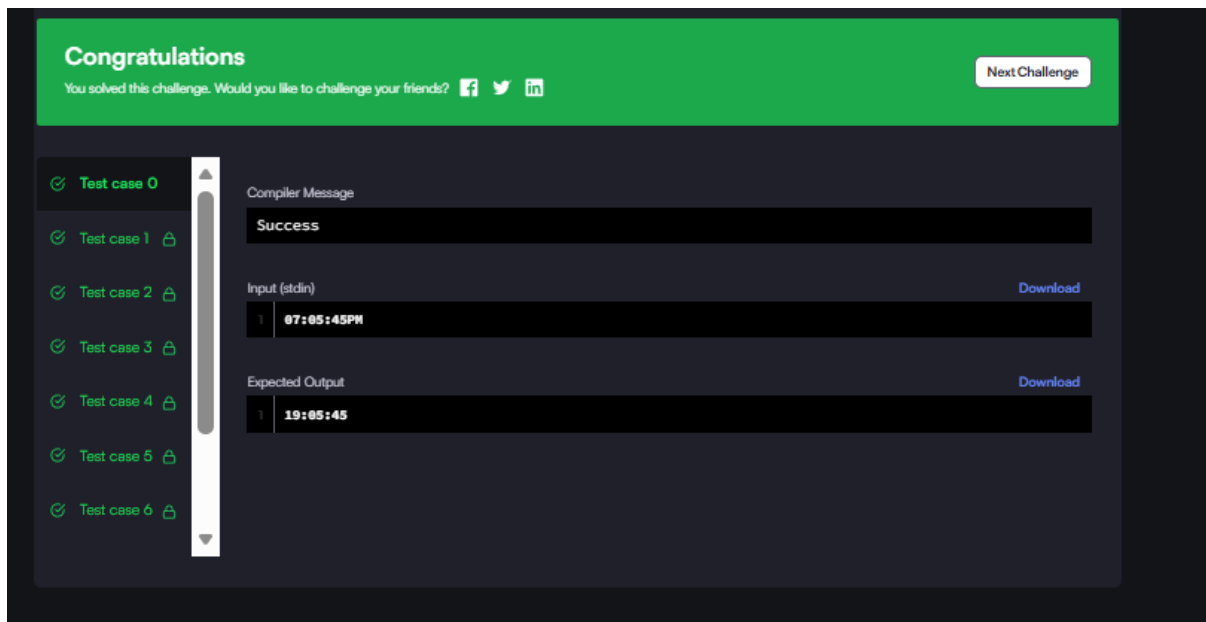 Congratulations
You solved this challenge. Would you like to challenge your friends?
Next Challenge
Test case 0
Test case 1
Test case 2
Test case 3
Test case 4
Test case 5
Test case 6
Compiler Message
Success
Input (stdin)
Download
1 07:05:45PM
Expected Output
Download
1 19:05:45